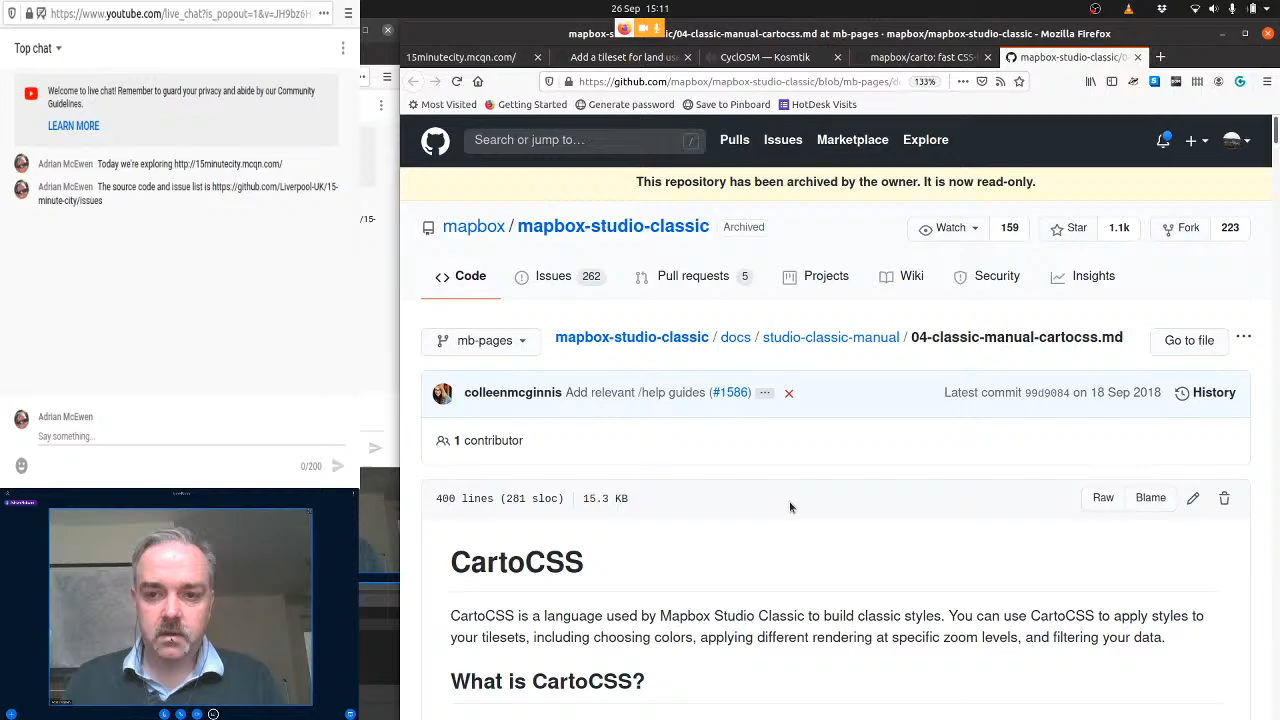 26 Sep 15:11
https://www.youtube.com/live_chat?is_popout=1&v=JH9bz6H
Top chat
Welcome to live chat! Remember to guard your privacy and abide by our Community
Guidelines.
LEARN MORE
Adrian McEwen Today we're exploring http://15minutecity.mcqn.com/
Adrian McEwen The source code and issue list is https://github.com/Liverpool-UK/15-
minute-city/issues
/15-
Adrian McEwen
Say something...
0/200
mapbox-s c/04-classic-manual-cartocss.md at mb-pages · mapbox/mapbox-studio-classic - Mozilla Firefox
15minutecity.mcqn.com/
Add a tileset for land use
CyclOSM — Kosmtik
mapbox/carto: fast CSS-l
mapbox-studio-classic/04-
https://github.com/mapbox/mapbox-studio-classic/blob/mb-pages/d
133%
Most Visited
Getting Started
Generate password
Save to Pinboard
HotDesk Visits
Search or jump to...
/
Pulls
Issues
Marketplace
Explore
This repository has been archived by the owner. It is now read-only.
mapbox / mapbox-studio-classic
Archived
Watch
159
Star
1.1k
Fork
223
Code
Issues 262
Pull requests 5
Projects
Wiki
Security
Insights
mb-pages
mapbox-studio-classic / docs / studio-classic-manual / 04-classic-manual-cartocss.md
Go to file
colleenmcginnis Add relevant /help guides (#1586)
Latest commit 99d9084 on 18 Sep 2018
History
1 contributor
400 lines (281 sloc)
15.3 KB
Raw
Blame
CartoCSS
CartoCSS is a language used by Mapbox Studio Classic to build classic styles. You can use CartoCSS to apply styles to
your tilesets, including choosing colors, applying different rendering at specific zoom levels, and filtering your data.
What is CartoCSS?